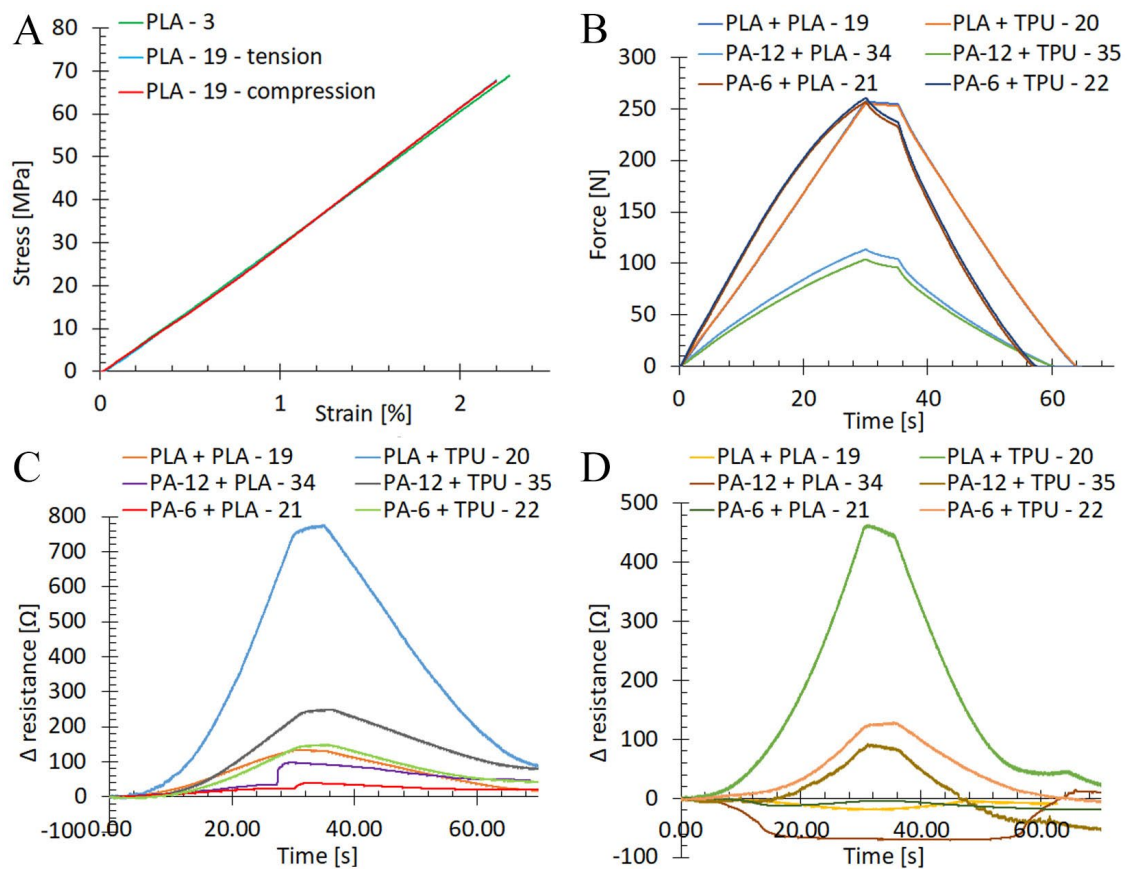 A
PLA - 3
PLA - 19 - tension
PLA - 19 - compression
Stress [MPa]
80
70
60
50
40
30
20
10
0
0 1 2
Strain [%]
B
PLA + PLA - 19 PLA + TPU - 20
PA-12 + PLA - 34 PA-12 + TPU - 35
PA-6 + PLA - 21 PA-6 + TPU - 22
Force [N]
300
250
200
150
100
50
0
0 20 40 60
Time [s]
C
PLA + PLA - 19 PLA + TPU - 20
PA-12 + PLA - 34 PA-12 + TPU - 35
PA-6 + PLA - 21 PA-6 + TPU - 22
Δ resistance [Ω]
800
700
600
500
400
300
200
100
0
-100
0.00 20.00 40.00 60.00
Time [s]
D
PLA + PLA - 19 PLA + TPU - 20
PA-12 + PLA - 34 PA-12 + TPU - 35
PA-6 + PLA - 21 PA-6 + TPU - 22
Δ resistance [Ω]
500
400
300
200
100
0
-100
0.00 20.00 40.00 60.00
Time [s]